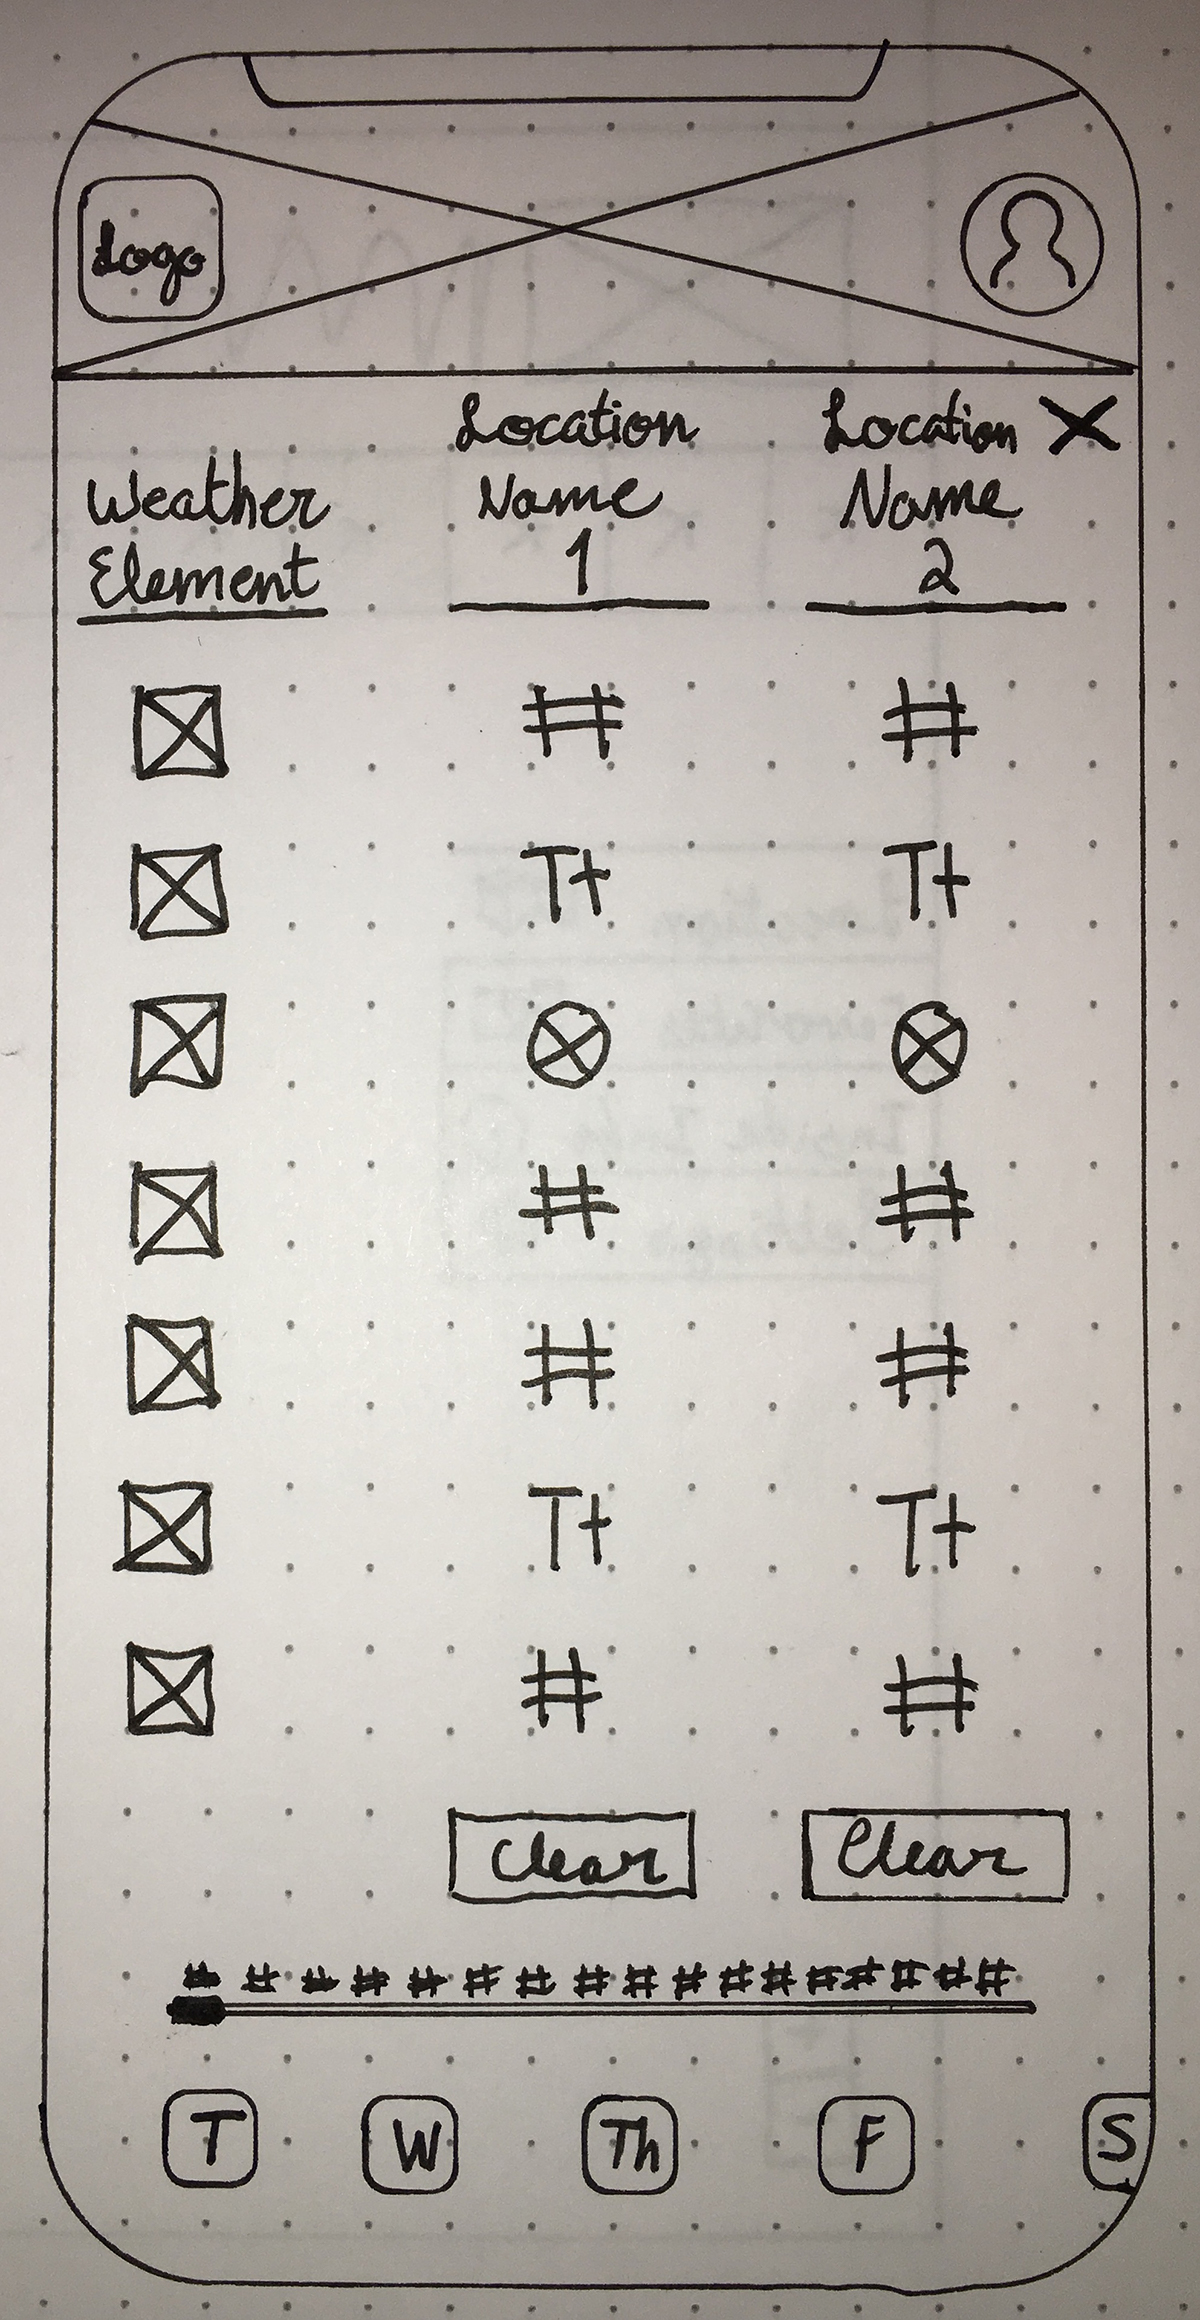 Logo
Location Location X
Weather Name Name
Element 1 2
# #
Tt Tt
# #
# #
Tt Tt
# #
Clear Clear
# # # # # # # # # # # # # # # # #
T W Th F S